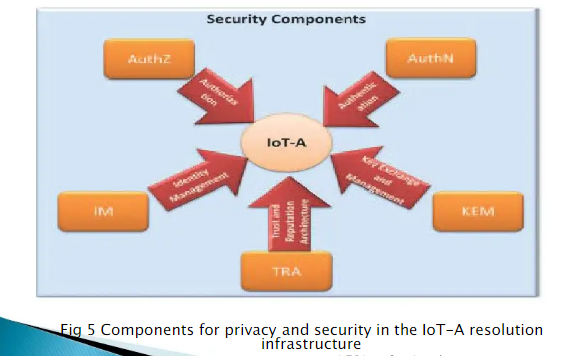 Security Components
AuthZ
AuthN
Authoriza
tion
Authentic
ation
IoT-A
Identity
Management
Key Exchange
and
Management
Trust and
Reputation
Architecture
IM
KEM
TRA
Fig 5 Components for privacy and security in the IoT-A resolution
infrastructure